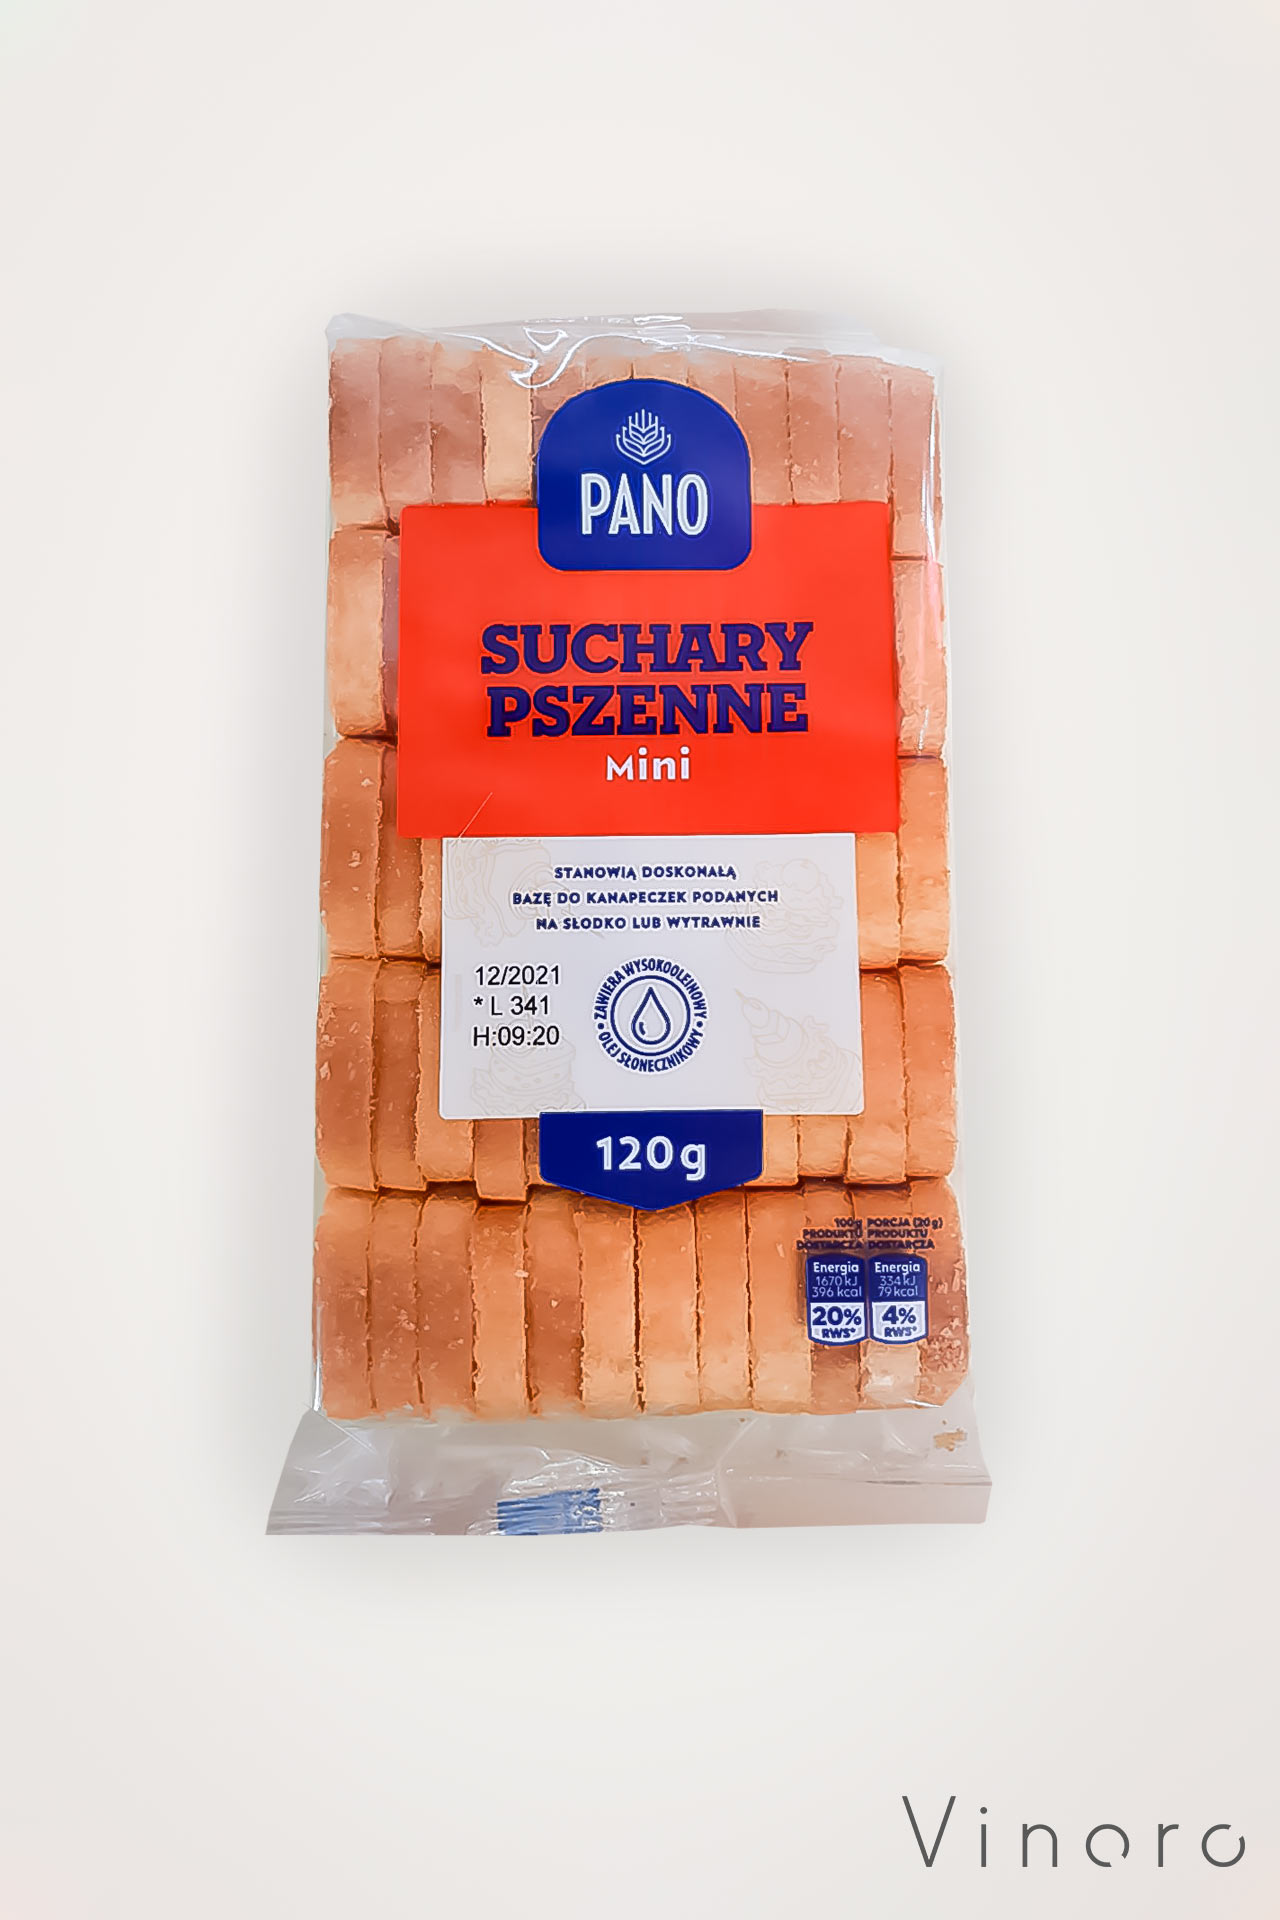 PANO
SUCHARY
PSZENNE
Mini
STANOWIĄ DOSKONAŁĄ
BAZĘ DO KANAPECZEK PODANYCH
NA SŁODKO LUB WYTRAWNIE
12/2021
* L 341
H:09:20
ZAWIERA WYSOKOOLEINOWY
• OLEJ SŁONECZNIKOWY •
120 g
100g PORCJA (20 g)
PRODUKTU PRODUKTU
DOSTARCZA DOSTARCZA
Energia Energia
1670 kJ 334 kJ
396 kcal 79 kcal
20% 4%
RWS* RWS*
Vinoro